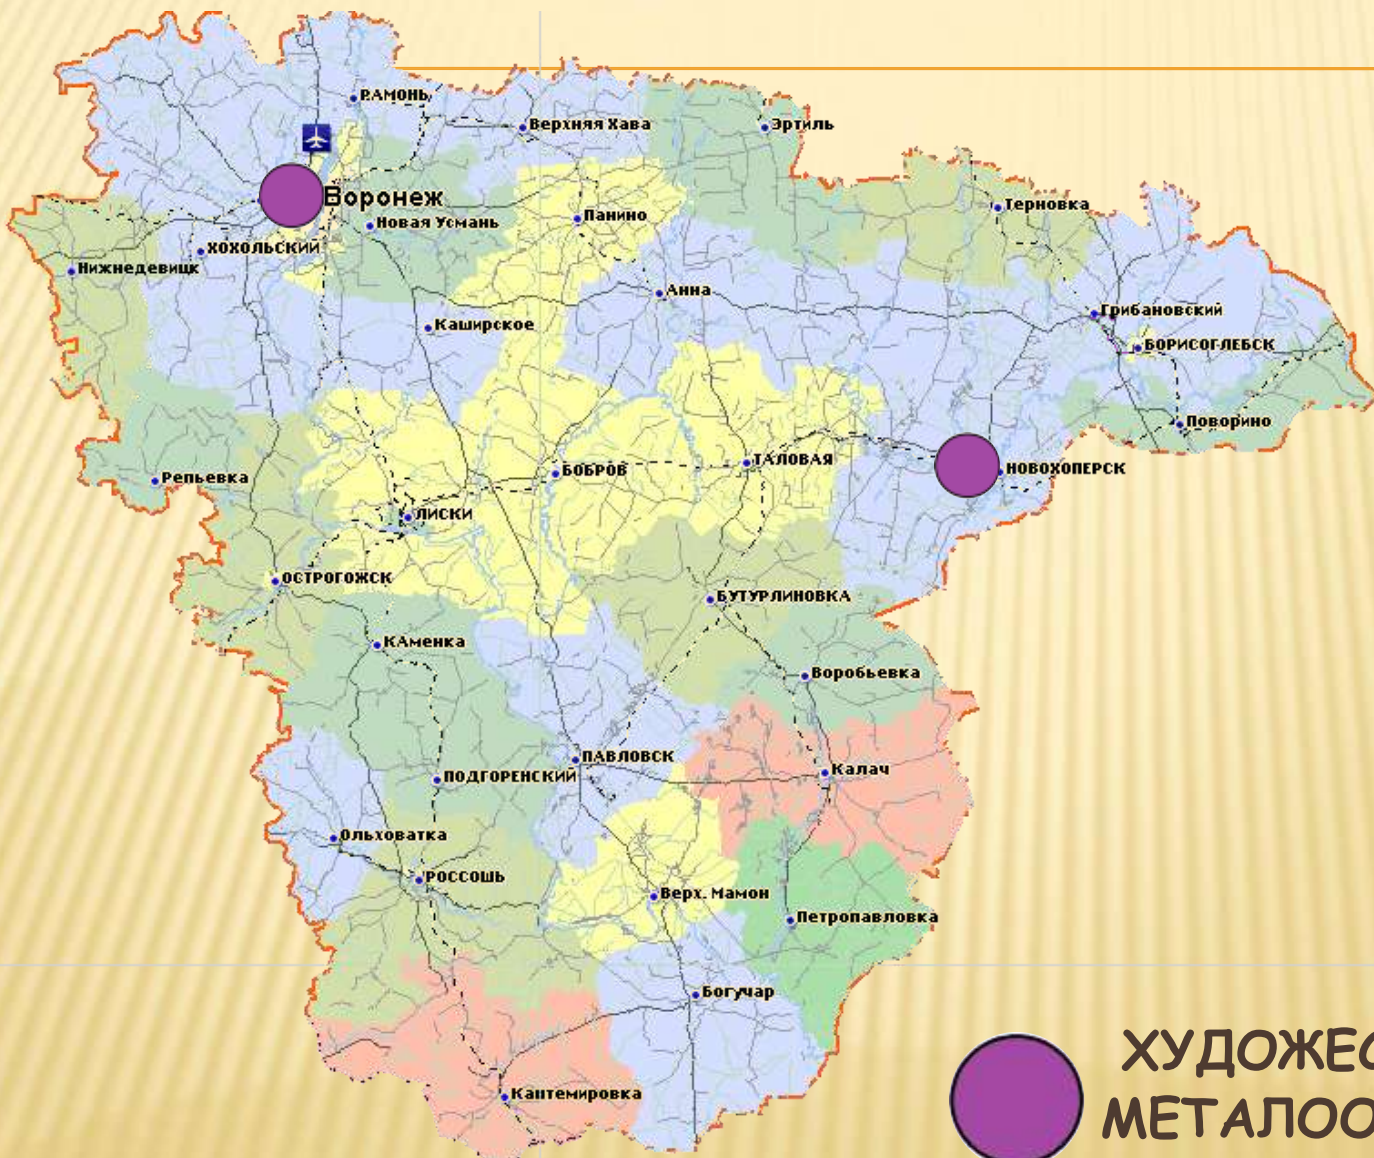 РАМОНЬ
Верхняя Хава
Эртиль
Воронеж
Терновка
Панино
Новая Усмань
ХОХОЛЬСКИЙ
Нижнедевицк
Анна
Грибановский
Каширское
БОРИСОГЛЕБСК
Поворино
ТАЛОВАЯ
БОБРОВ
НОВОХОПЕРСК
Репьевка
ЛИСКИ
ОСТРОГОЖСК
БУТУРЛИНОВКА
КАменка
Воробьевка
ПАВЛОВСК
Калач
ПОДГОРЕНСКИЙ
Ольховатка
РОССОШЬ
Верх. Мамон
Петропавловка
Богучар
Кантемировка
ХУДОЖЕС
МЕТАЛОО